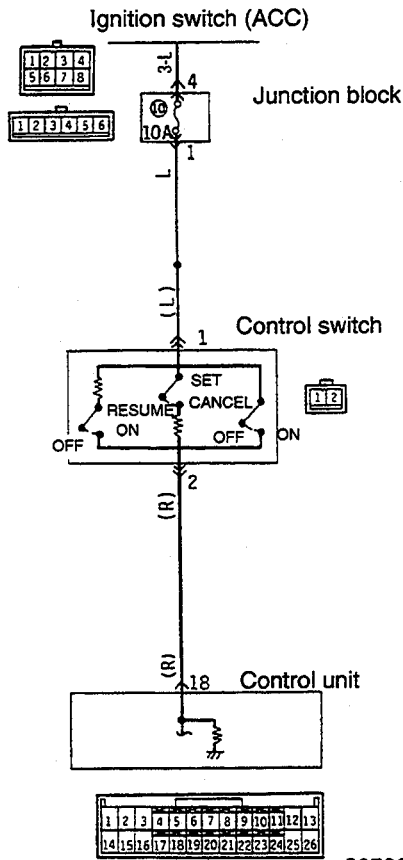 Ignition switch (ACC)
3-L
4
1 2 3 4
5 6 7 8
Junction block
10
10A
1 2 3 4 5 6
1
L
(L)
1
Control switch
SET
RESUME
CANCEL
1 2
OFF
ON
OFF
ON
2
(R)
(R)
18
Control unit
1 2 3 4 5 6 7 8 9 10 11 12 13
14 15 16 17 18 19 20 21 22 23 24 25 26